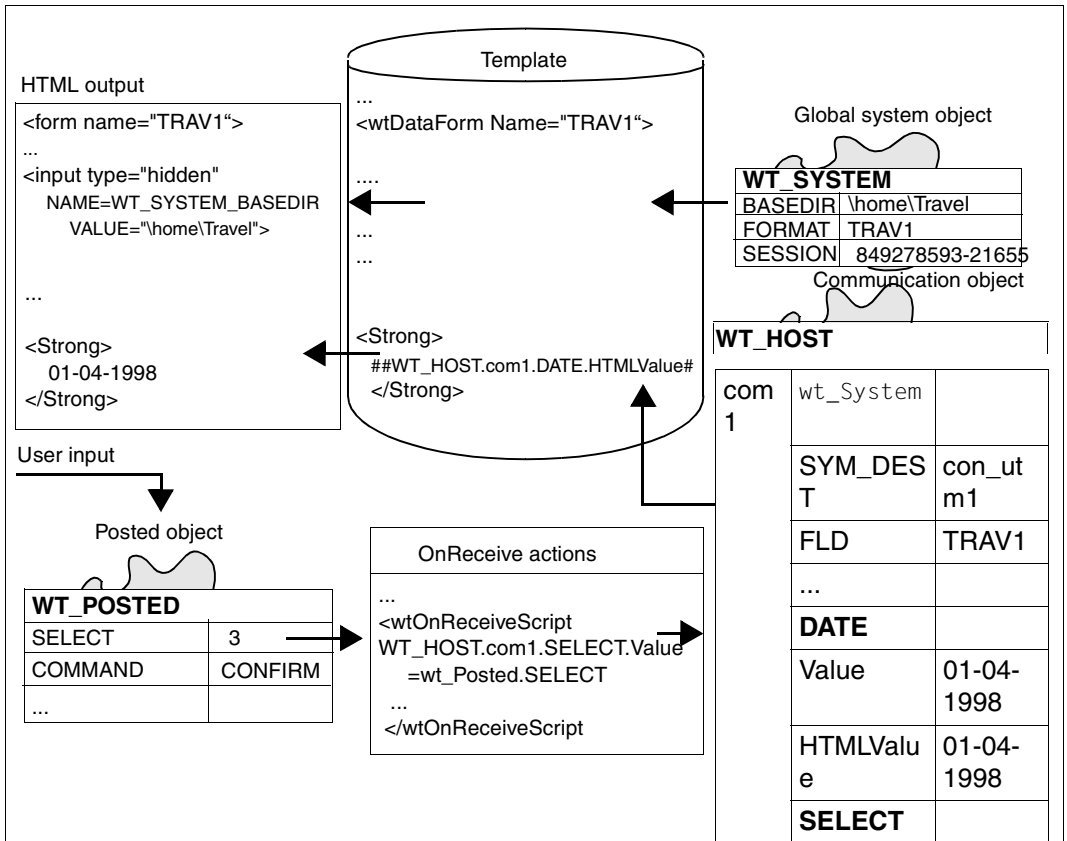 HTML output
<form name="TRAV1“>
...
<input type="hidden"
NAME=WT_SYSTEM_BASEDIR
VALUE="\home\Travel">
...
<Strong>
01-04-1998
</Strong>
Template
...
<wtDataForm Name="TRAV1“>
....
...
...
<Strong>
##WT_HOST.com1.DATE.HTMLValue#
</Strong>
Global system object
WT_SYSTEM
BASEDIR \home\Travel
FORMAT TRAV1
SESSION 849278593-21655
Communication object
WT_HOST
com
1
wt_System
SYM_DES con_ut
T m1
FLD TRAV1
...
DATE
Value 01-04-
1998
HTMLValu 01-04-
e 1998
SELECT
User input
Posted object
WT_POSTED
SELECT 3
COMMAND CONFIRM
...
OnReceive actions
...
<wtOnReceiveScript
WT_HOST.com1.SELECT.Value
=wt_Posted.SELECT
...
</wtOnReceiveScript